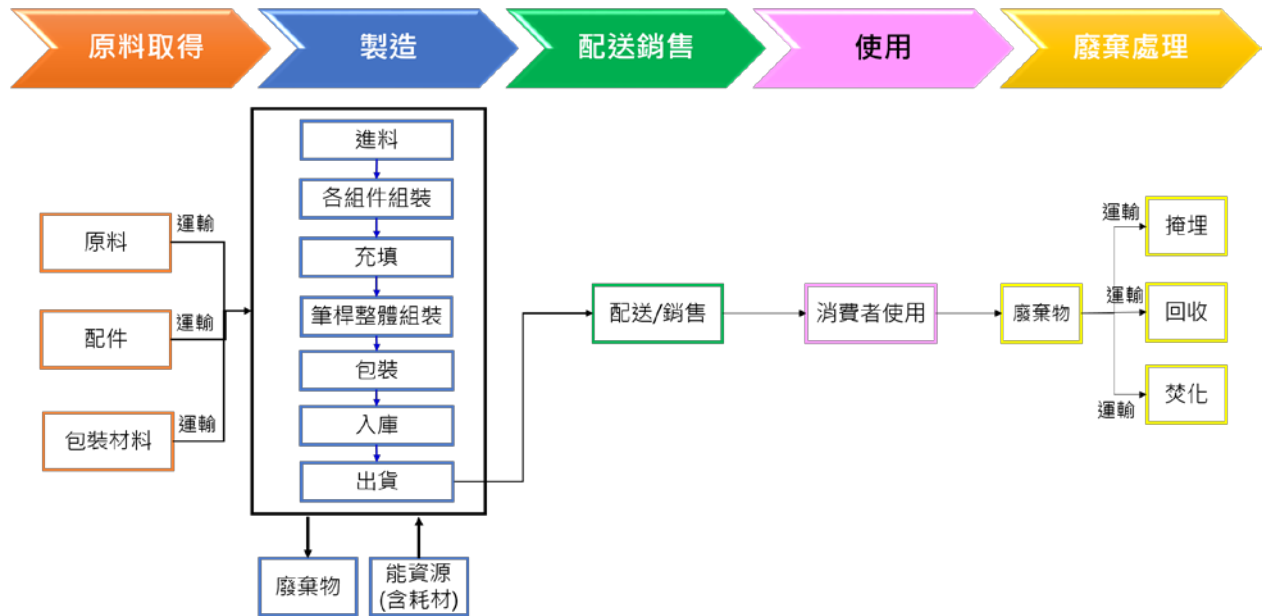 原料取得
製造
配送銷售
使用
廢棄處理
原料
運輸
配件
運輸
包裝材料
運輸
進料
各組件組裝
充填
筆桿整體組裝
包裝
入庫
出貨
廢棄物
能資源
(含耗材)
配送/銷售
消費者使用
廢棄物
運輸
掩埋
運輸
回收
運輸
焚化